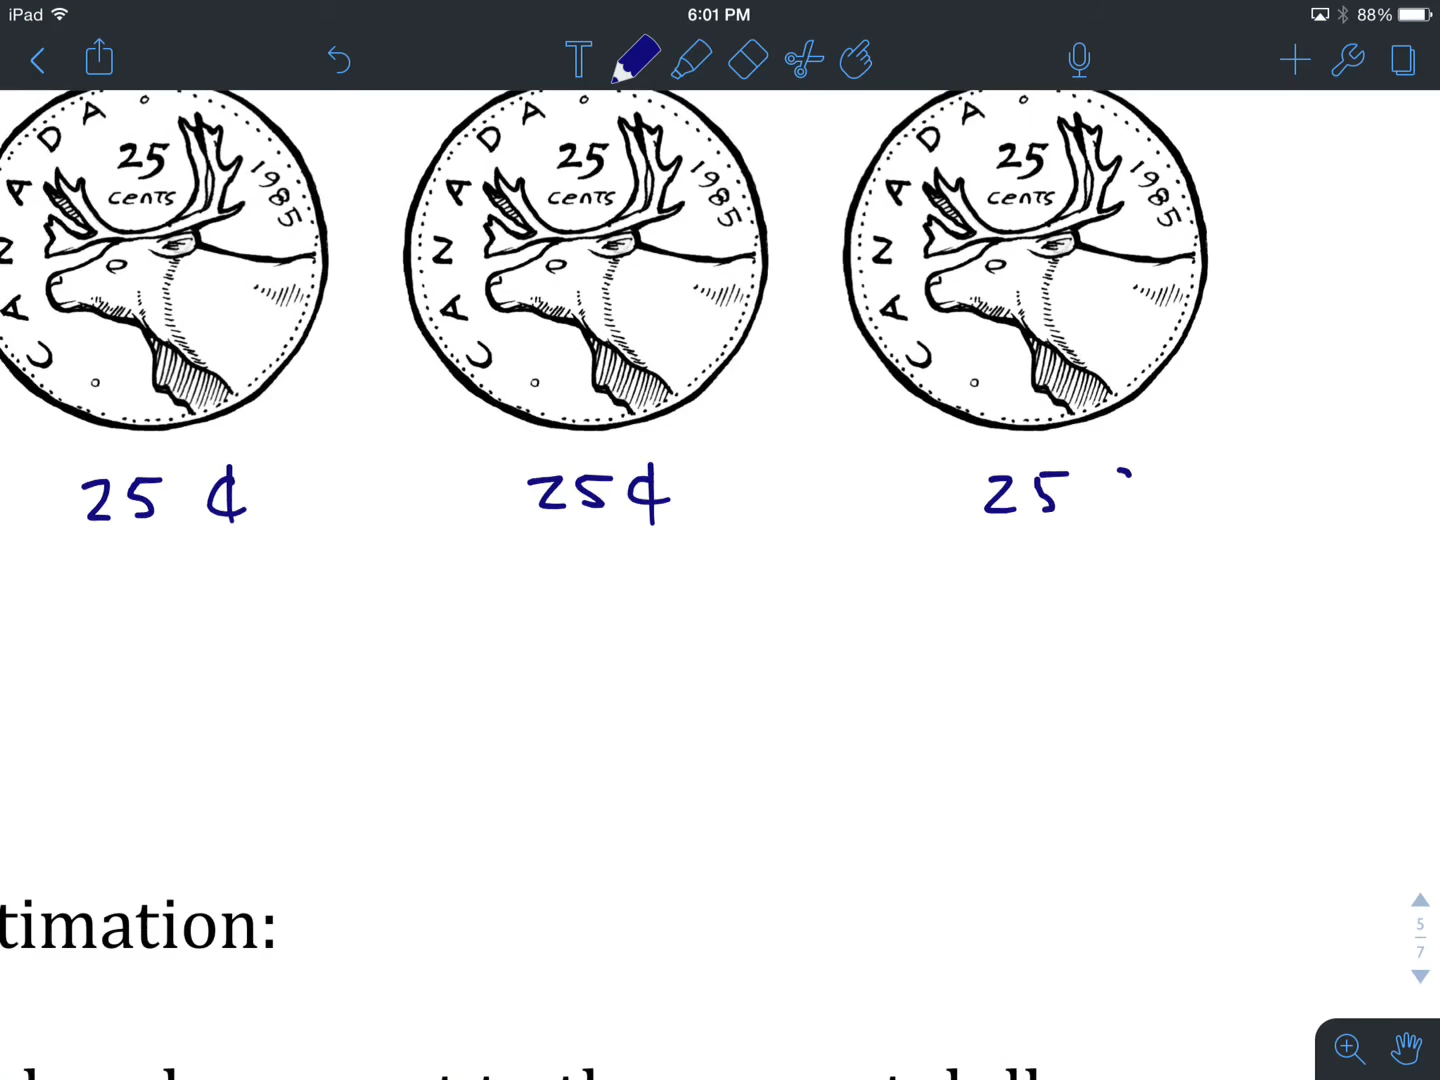 iPad 6:01 PM 88%
T
CANADA 25 cents 1985
CANADA 25 cents 1985
CANADA 25 cents 1985
25 ¢ 25¢ 25
timation:
5
7